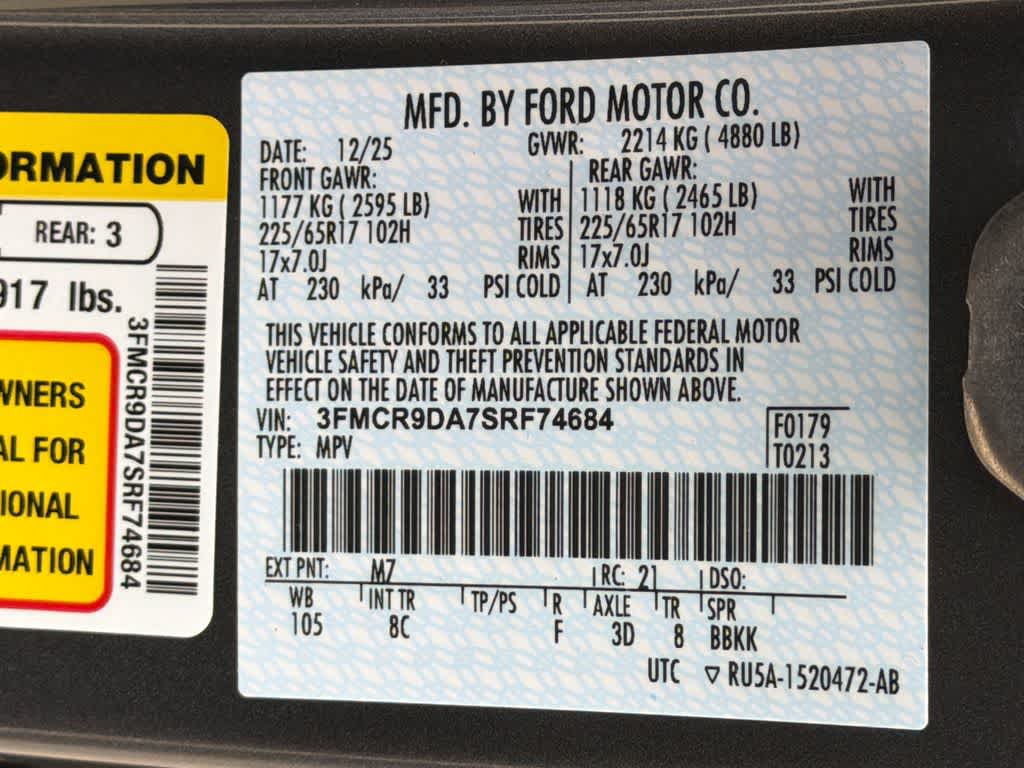 ORMATION
REAR: 3
917 lbs.
3FMCR9DA7SRF74684
WNERS
AL FOR
IONAL
MATION
MFD. BY FORD MOTOR CO.
DATE: 12/25 GVWR: 2214 KG ( 4880 LB)
FRONT GAWR: REAR GAWR:
1177 KG ( 2595 LB) WITH 1118 KG ( 2465 LB) WITH
225/65R17 102H TIRES 225/65R17 102H TIRES
17x7.0J RIMS 17x7.0J RIMS
AT 230 kPa/ 33 PSI COLD AT 230 kPa/ 33 PSI COLD
THIS VEHICLE CONFORMS TO ALL APPLICABLE FEDERAL MOTOR
VEHICLE SAFETY AND THEFT PREVENTION STANDARDS IN
EFFECT ON THE DATE OF MANUFACTURE SHOWN ABOVE.
VIN: 3FMCR9DA7SRF74684 F0179
TYPE: MPV T0213
EXT PNT: M7 RC: 21 DSO:
WB INT TR TP/PS R AXLE TR SPR
105 8C F 3D 8 BBKK
UTC ▽ RU5A-1520472-AB